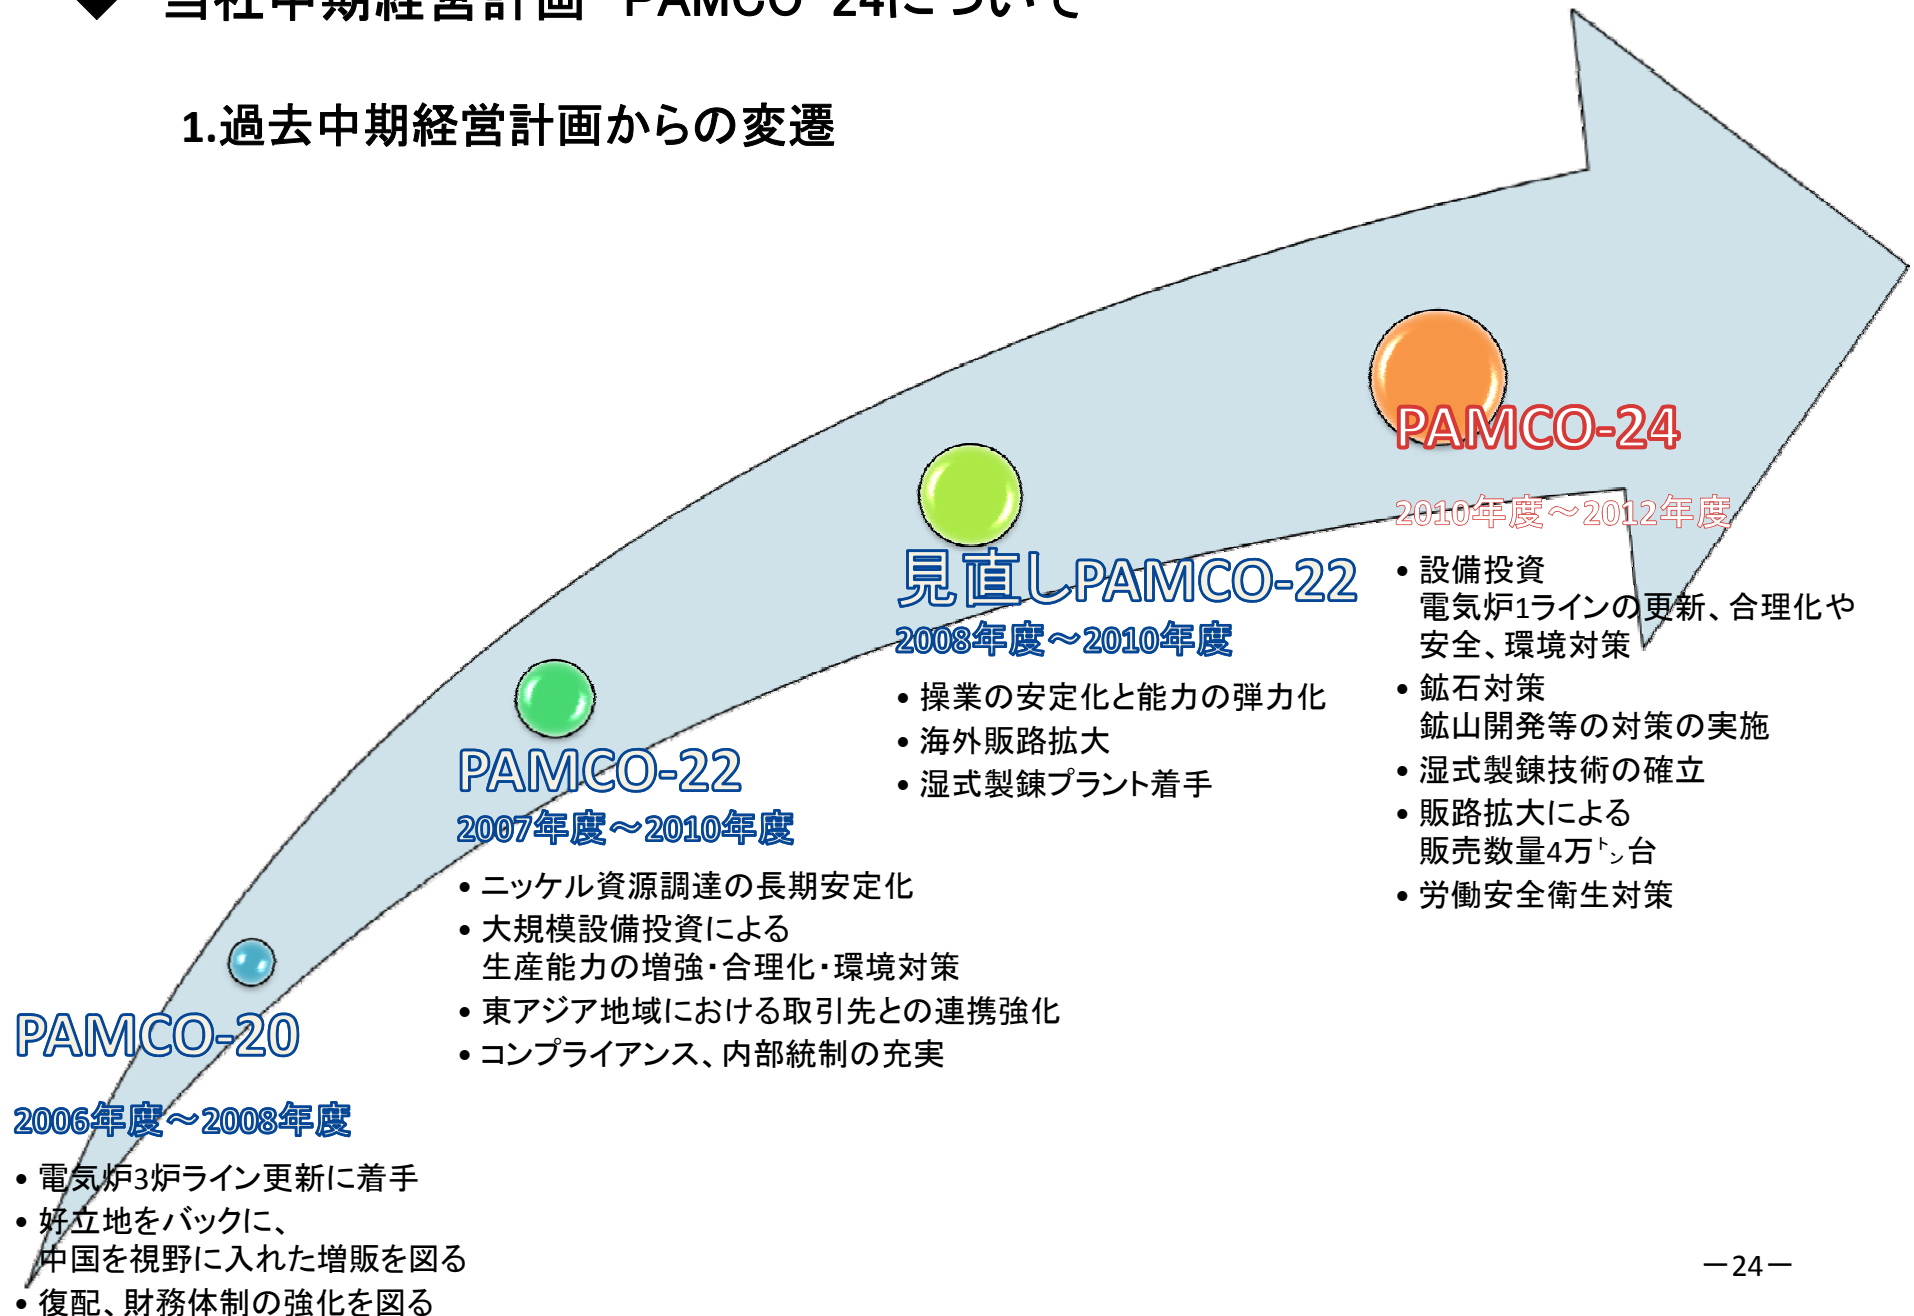 ◆ 当社中期経営計画 PAMCO-24について
1.過去中期経営計画からの変遷
PAMCO-20
2006年度～2008年度
• 電気炉3炉ライン更新に着手
• 好立地をバックに、
中国を視野に入れた増販を図る
• 復配、財務体制の強化を図る
PAMCO-22
2007年度～2010年度
• ニッケル資源調達の長期安定化
• 大規模設備投資による
生産能力の増強・合理化・環境対策
• 東アジア地域における取引先との連携強化
• コンプライアンス、内部統制の充実
見直しPAMCO-22
2008年度～2010年度
• 操業の安定化と能力の弾力化
• 海外販路拡大
• 湿式製錬プラント着手
PAMCO-24
2010年度～2012年度
• 設備投資
電気炉1ラインの更新、合理化や
安全、環境対策
• 鉱石対策
鉱山開発等の対策の実施
• 湿式製錬技術の確立
• 販路拡大による
販売数量4万㌧台
• 労働安全衛生対策
－24－